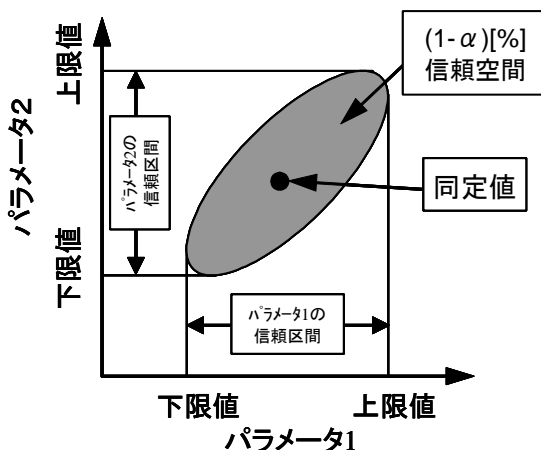 (1-α)[%]
信頼空間
上限値
パラメータ2の
信頼区間
パラメータ2
同定値
下限値
パラメータ1の
信頼区間
下限値
上限値
パラメータ1